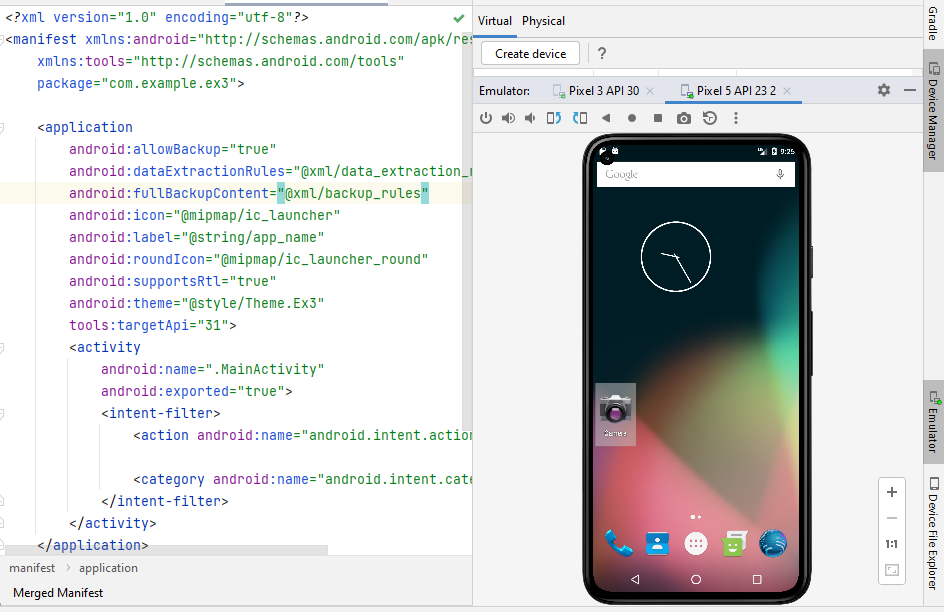 <?xml version="1.0" encoding="utf-8"?>
<manifest xmlns:android="http://schemas.android.com/apk/res
xmlns:tools="http://schemas.android.com/tools"
package="com.example.ex3">
<application
android:allowBackup="true"
android:dataExtractionRules="@xml/data_extraction_
android:fullBackupContent="@xml/backup_rules"
android:icon="@mipmap/ic_launcher"
android:label="@string/app_name"
android:roundIcon="@mipmap/ic_launcher_round"
android:supportsRtl="true"
android:theme="@style/Theme.Ex3"
tools:targetApi="31">
<activity
android:name=".MainActivity"
android:exported="true">
<intent-filter>
<action android:name="android.intent.action
<category android:name="android.intent.cate
</intent-filter>
</activity>
</application>
manifest > application
Merged Manifest
Virtual Physical
Create device ?
Emulator: Pixel 3 API 30 Pixel 5 API 23 2
9:25
Google
Camera
1:1
Gradle
Device Manager
Emulator
Device File Explorer